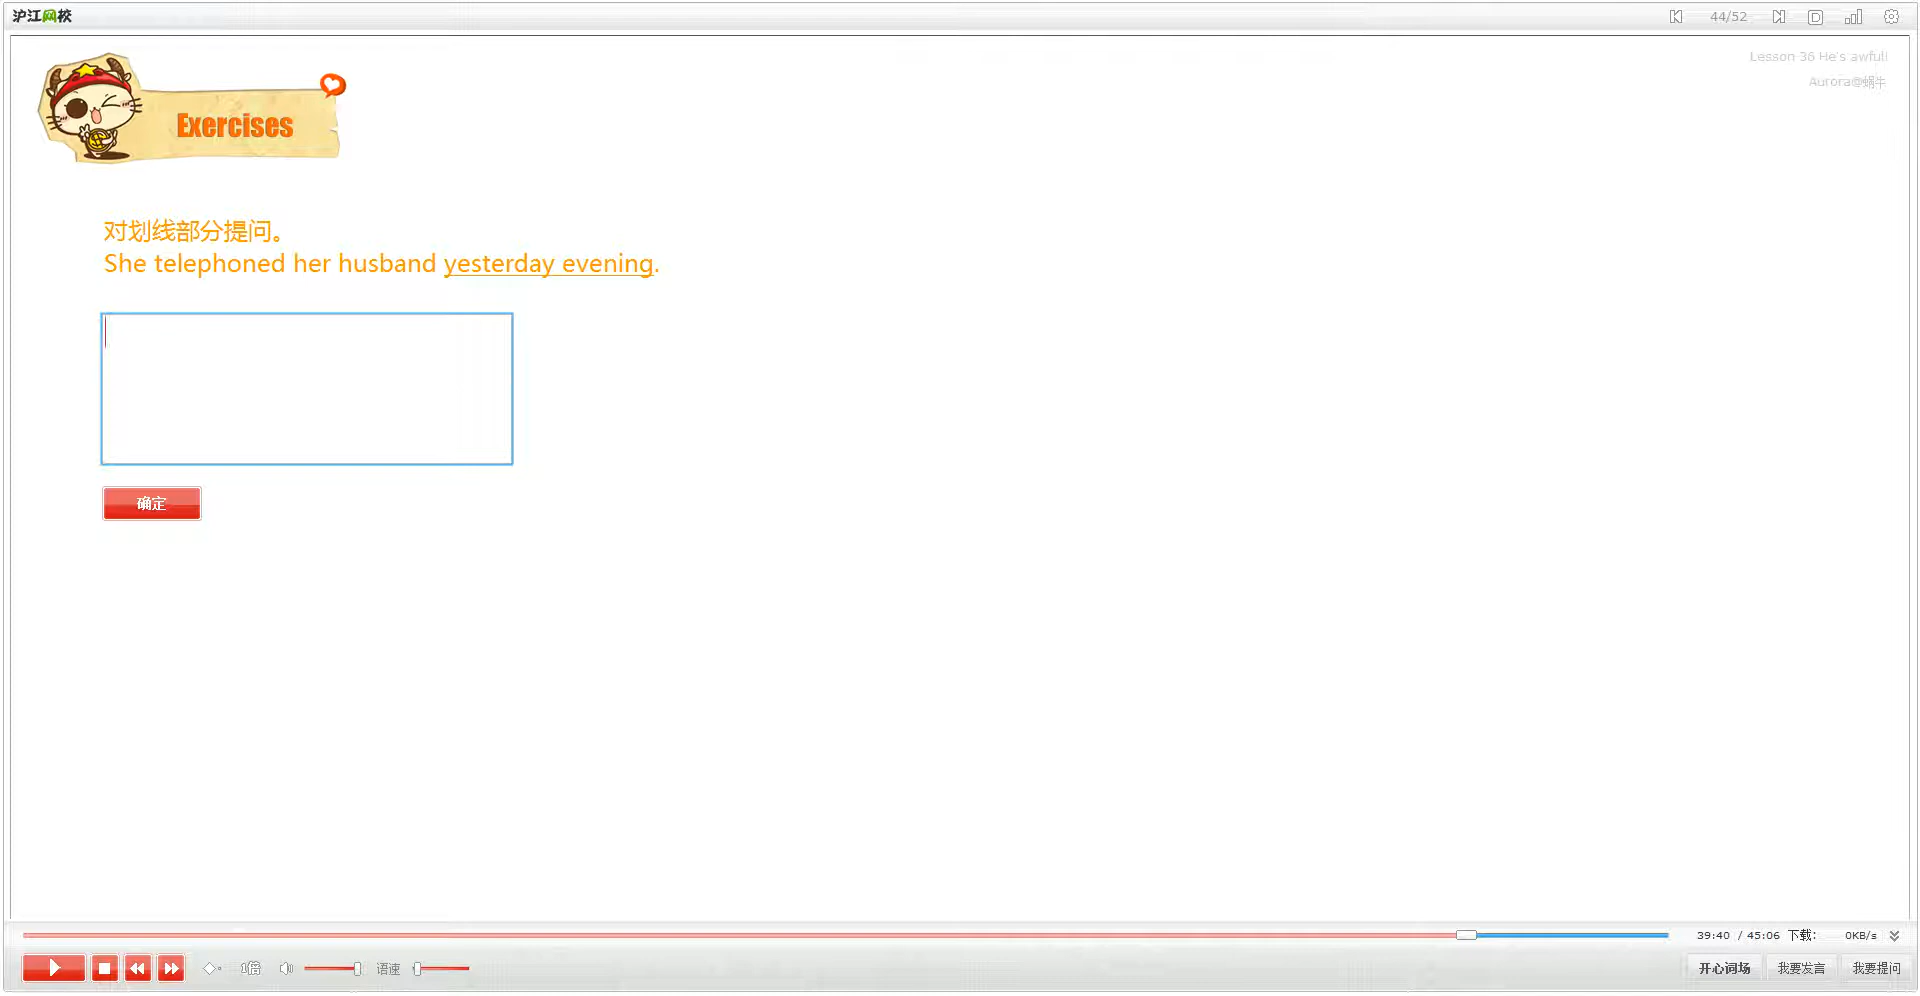 沪江网校
44/52
Lesson 36 He's awful!
Aurora@蜗牛
Exercises
对划线部分提问。
She telephoned her husband yesterday evening.
确定
39:40 / 45:06 下载: 0KB/s
1倍 语速 开心词场 我要发言 我要提问